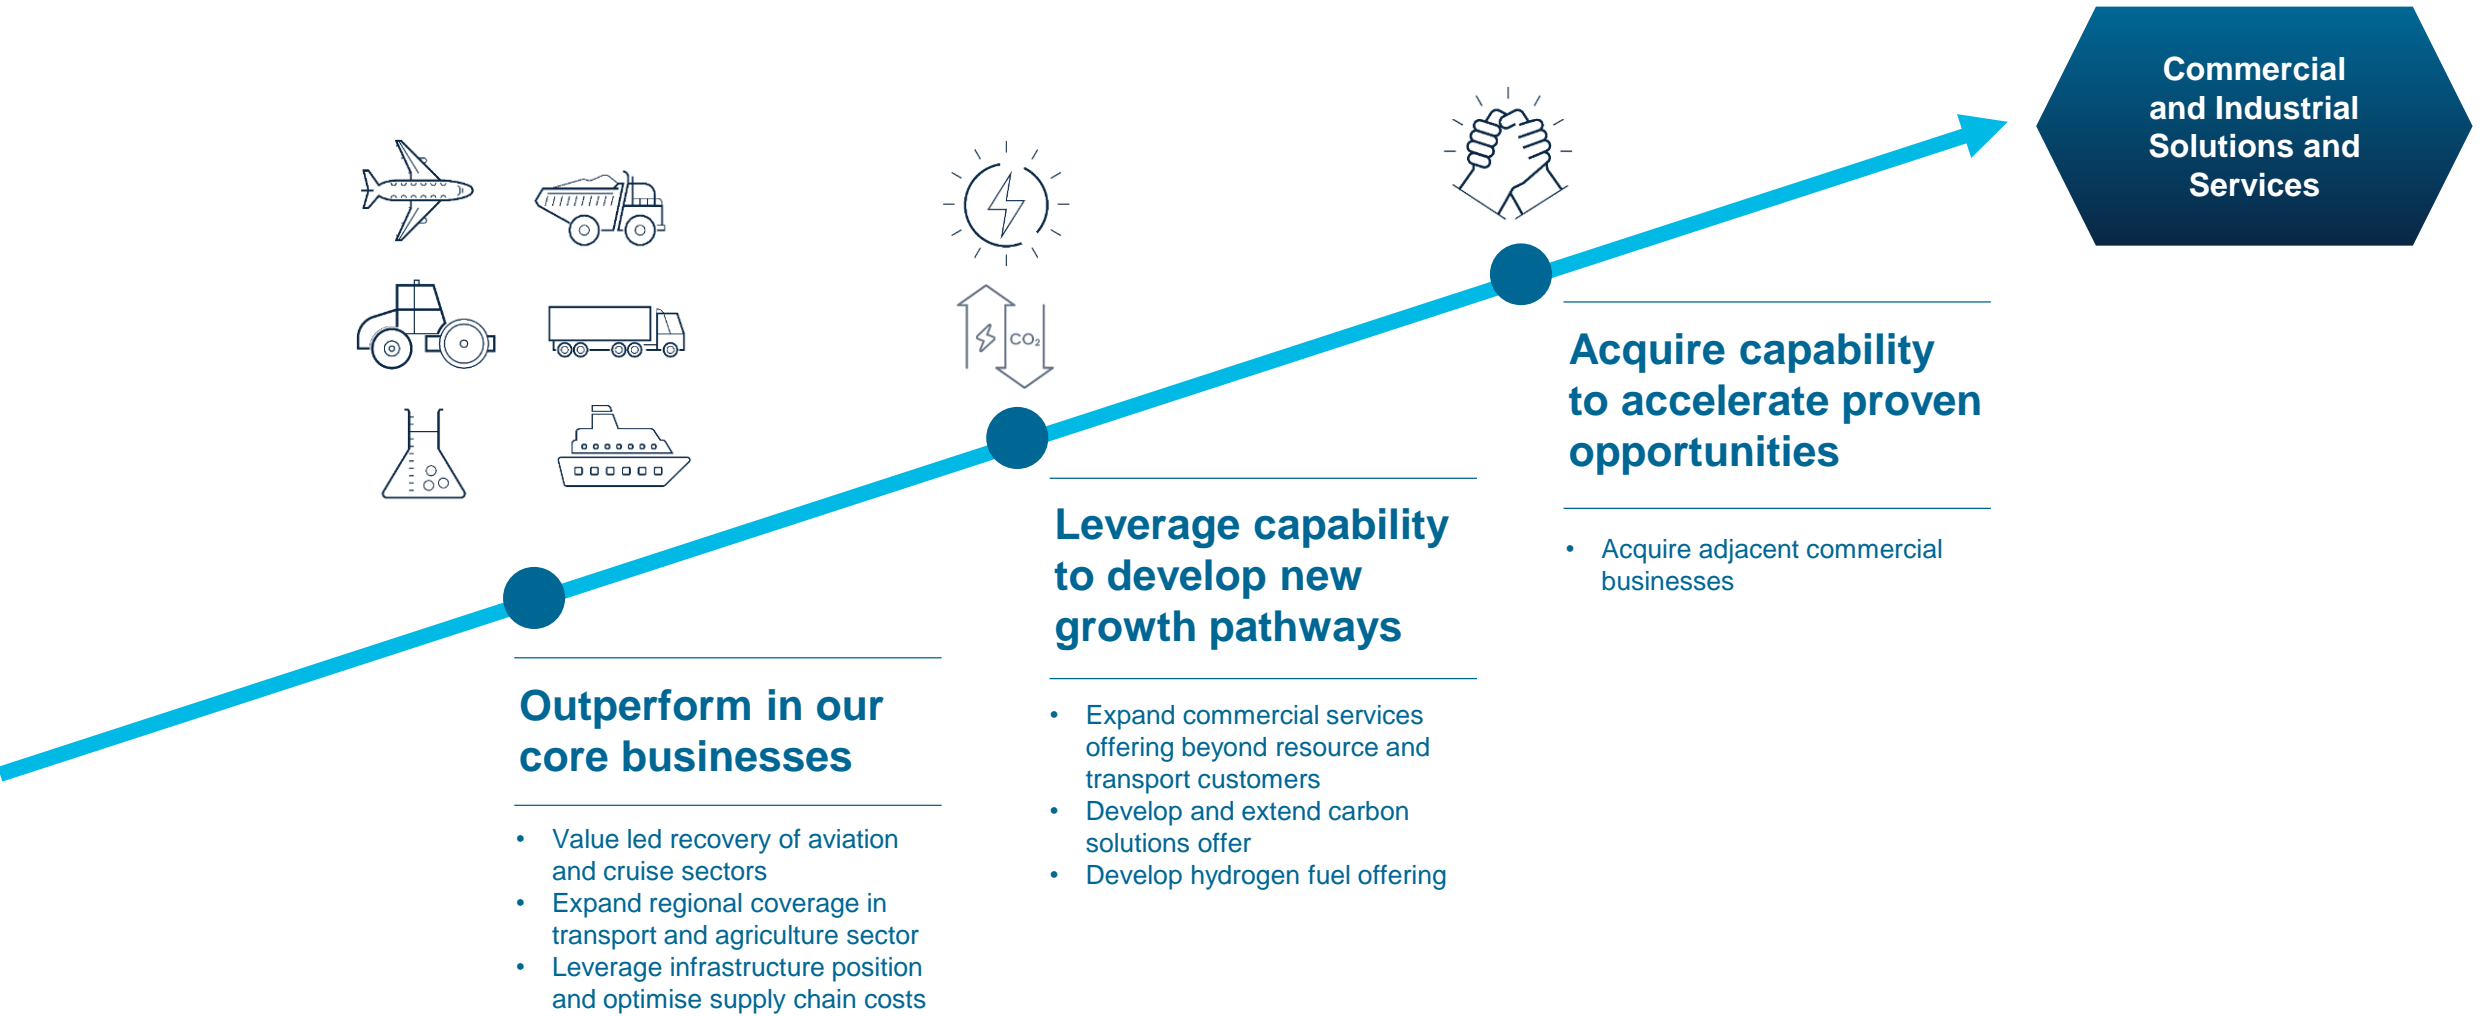 Commercial
and Industrial
Solutions and
Services
CO₂
Acquire capability
to accelerate proven
opportunities
• Acquire adjacent commercial
businesses
Leverage capability
to develop new
growth pathways
• Expand commercial services
offering beyond resource and
transport customers
• Develop and extend carbon
solutions offer
• Develop hydrogen fuel offering
Outperform in our
core businesses
• Value led recovery of aviation
and cruise sectors
• Expand regional coverage in
transport and agriculture sector
• Leverage infrastructure position
and optimise supply chain costs